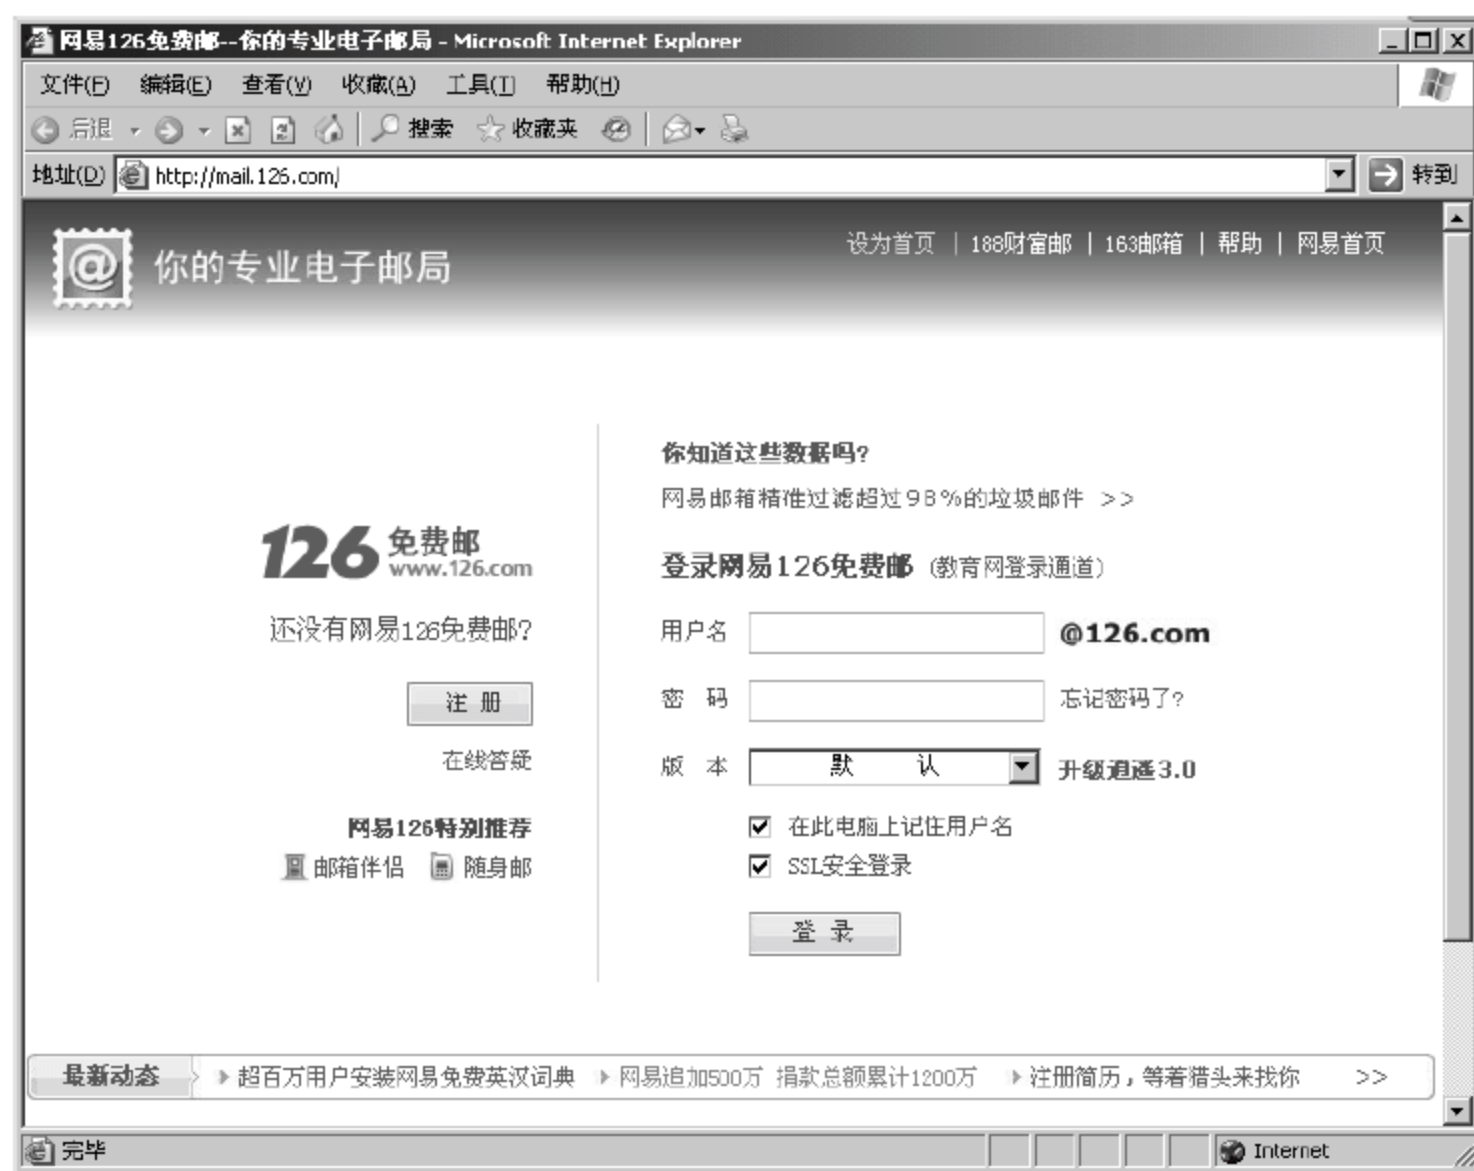 网易126免费邮--你的专业电子邮局 - Microsoft Internet Explorer
文件(F) 编辑(E) 查看(V) 收藏(A) 工具(T) 帮助(H)
后退 搜索 收藏夹
地址(D) http://mail.126.com/ 转到
你的专业电子邮局
设为首页 | 188财富邮 | 163邮箱 | 帮助 | 网易首页
126 免费邮
www.126.com
还没有网易126免费邮?
注 册
在线答疑
网易126特别推荐
邮箱伴侣 随身邮
你知道这些数据吗?
网易邮箱精准过滤超过98%的垃圾邮件 >>
登录网易126免费邮 (教育网登录通道)
用户名 @126.com
密 码 忘记密码了?
版 本 默 认 升级逍遥3.0
在此电脑上记住用户名
SSL安全登录
登 录
最新动态 超百万用户安装网易免费英汉词典 网易追加500万 捐款总额累计1200万 注册简历，等着猎头来找你 >>
完毕 Internet